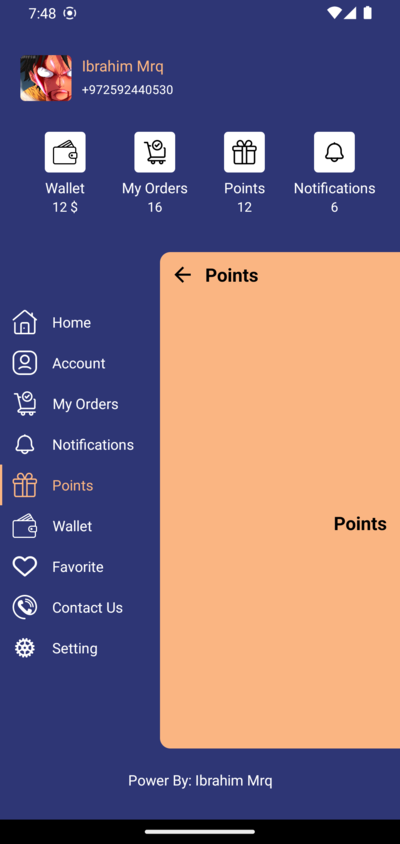 7:48
Ibrahim Mrq
+972592440530
Wallet
12 $
My Orders
16
Points
12
Notifications
6
Points
Home
Account
My Orders
Notifications
Points
Wallet
Favorite
Contact Us
Setting
Points
Power By: Ibrahim Mrq